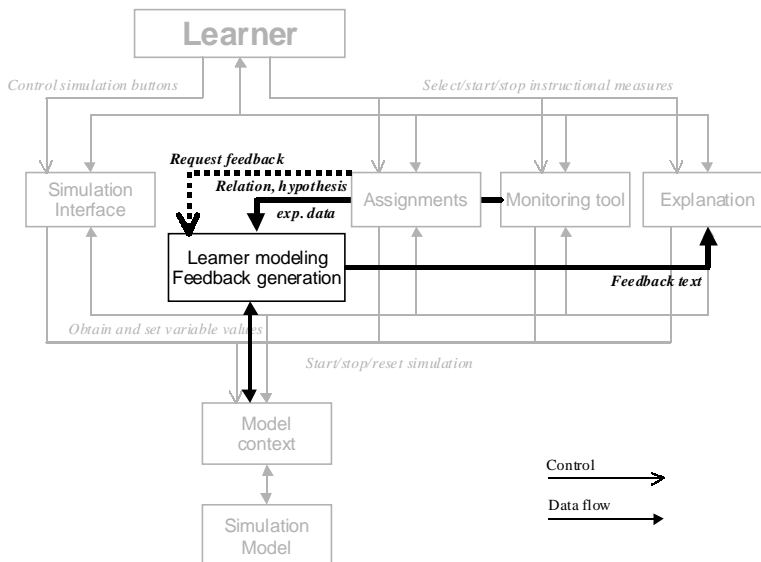 Learner
Control simulation buttons
Select/start/stop instructional measures
Request feedback
Relation, hypothesis
exp. data
Simulation
Interface
Assignments
Monitoring tool
Explanation
Learner modeling
Feedback generation
Feedback text
Obtain and set variable values
Start/stop/reset simulation
Model
context
Control
Data flow
Simulation
Model